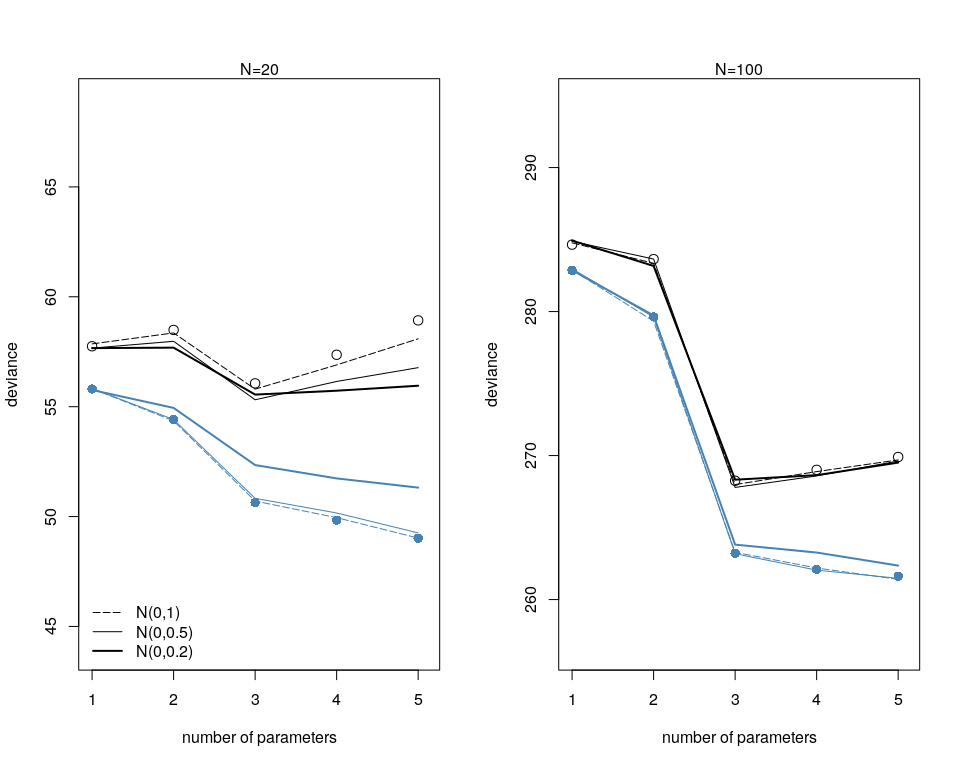 N=20
65
60
55
50
45
deviance
N(0,1)
N(0,0.5)
N(0,0.2)
1 2 3 4 5
number of parameters
N=100
290
280
270
260
deviance
1 2 3 4 5
number of parameters